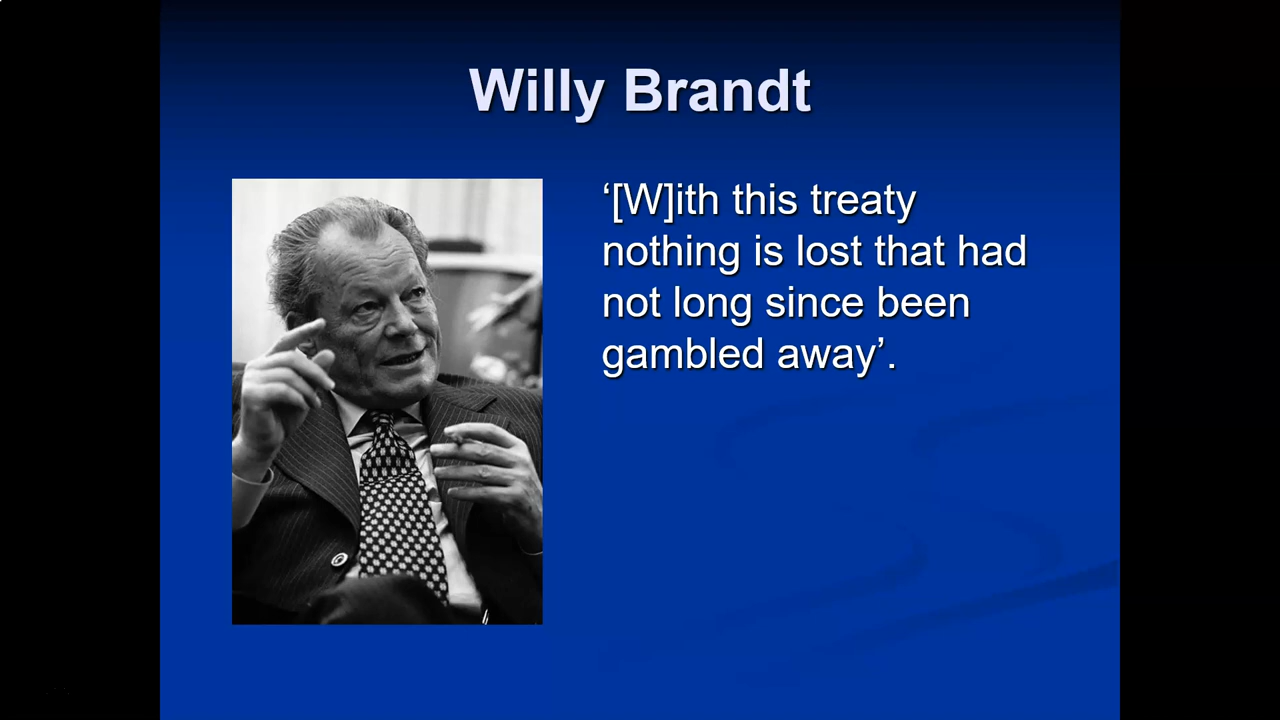 Willy Brandt
‘[W]ith this treaty
nothing is lost that had
not long since been
gambled away’.